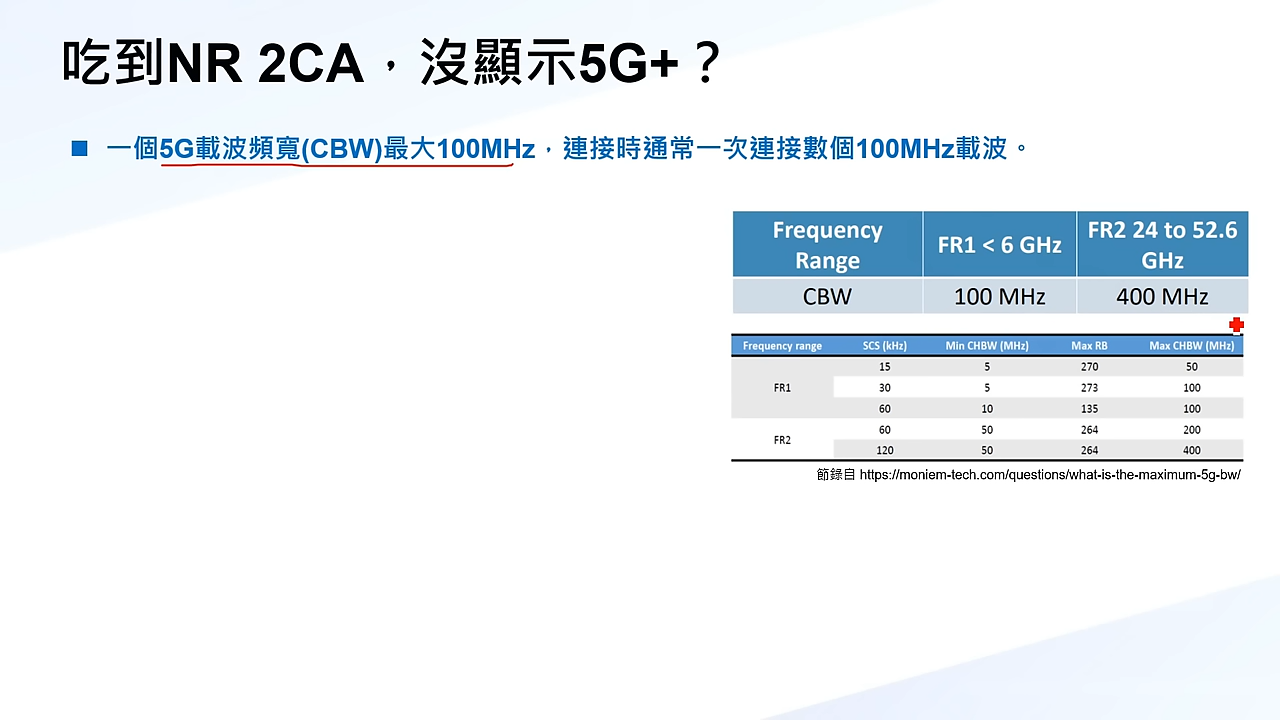 吃到NR 2CA，沒顯示5G+？
一個5G載波頻寬(CBW)最大100MHz，連接時通常一次連接數個100MHz載波。
Frequency Range FR1 < 6 GHz FR2 24 to 52.6 GHz
CBW 100 MHz 400 MHz
Frequency range SCS (kHz) Min CHBW (MHz) Max RB Max CHBW (MHz)
FR1
15 5 270 50
30 5 273 100
60 10 135 100
FR2
60 50 264 200
120 50 264 400
節錄自 https://moniem-tech.com/questions/what-is-the-maximum-5g-bw/